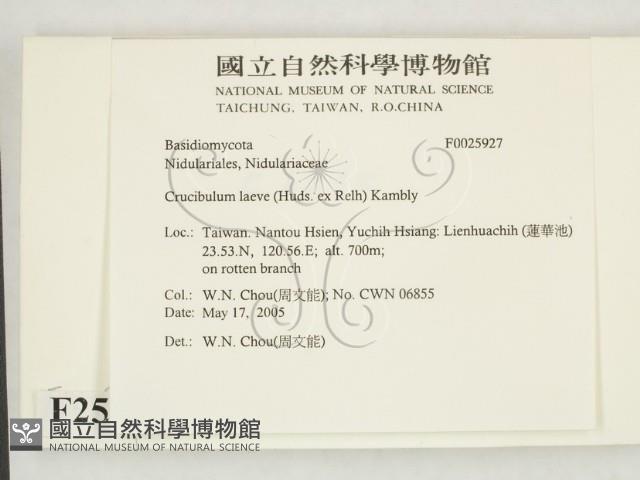 國立自然科學博物館
NATIONAL MUSEUM OF NATURAL SCIENCE
TAICHUNG, TAIWAN, R.O.CHINA
Basidiomycota F0025927
Nidulariales, Nidulariaceae
Crucibulum laeve (Huds. ex Relh) Kambly
Loc.: Taiwan. Nantou Hsien, Yuchih Hsiang: Lienhuachih (蓮華池)
23.53.N, 120.56.E; alt. 700m;
on rotten branch
Col.: W.N. Chou(周文能); No. CWN 06855
Date: May 17, 2005
Det.: W.N. Chou(周文能)
F25
國立自然科學博物館
NATIONAL MUSEUM OF NATURAL SCIENCE